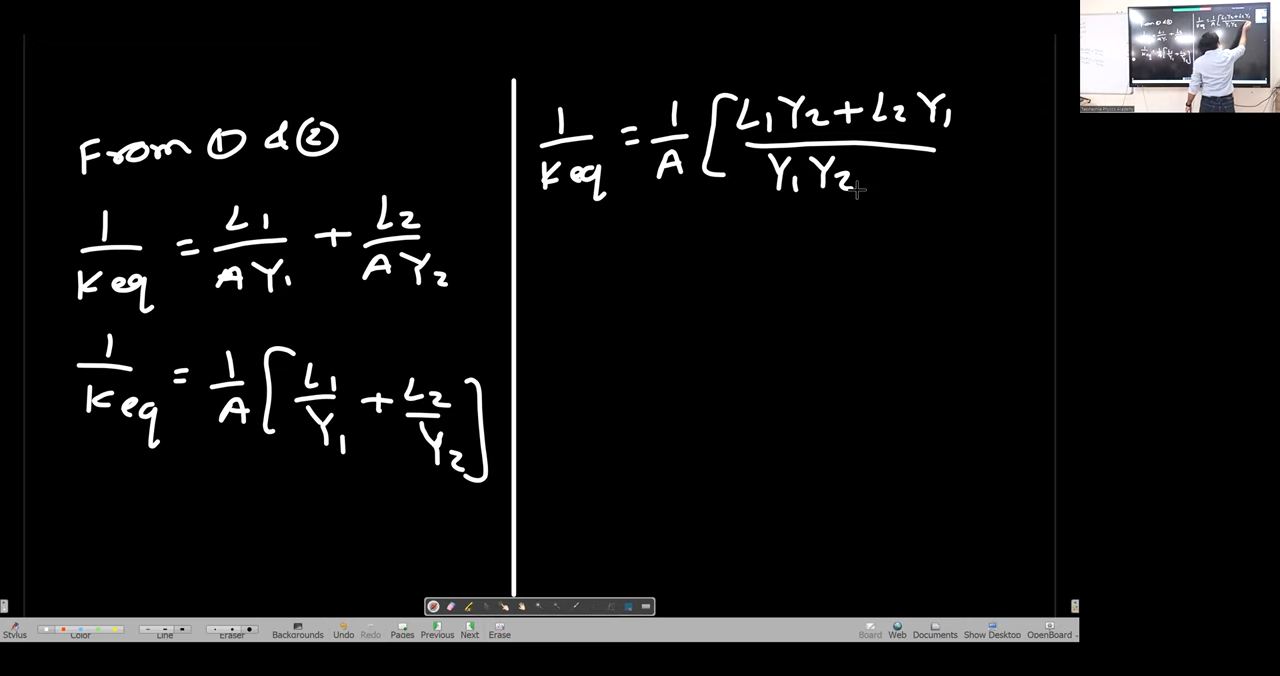 From ① & ②
1/Keq = L1/AY1 + L2/AY2
1/Keq = 1/A [L1/Y1 + L2/Y2]
1/Keq = 1/A [L1Y2 + L2Y1/Y1Y2
Stylus Color Line Eraser Backgrounds Undo Redo Pages Previous Next Erase Board Web Documents Show Desktop OpenBoard